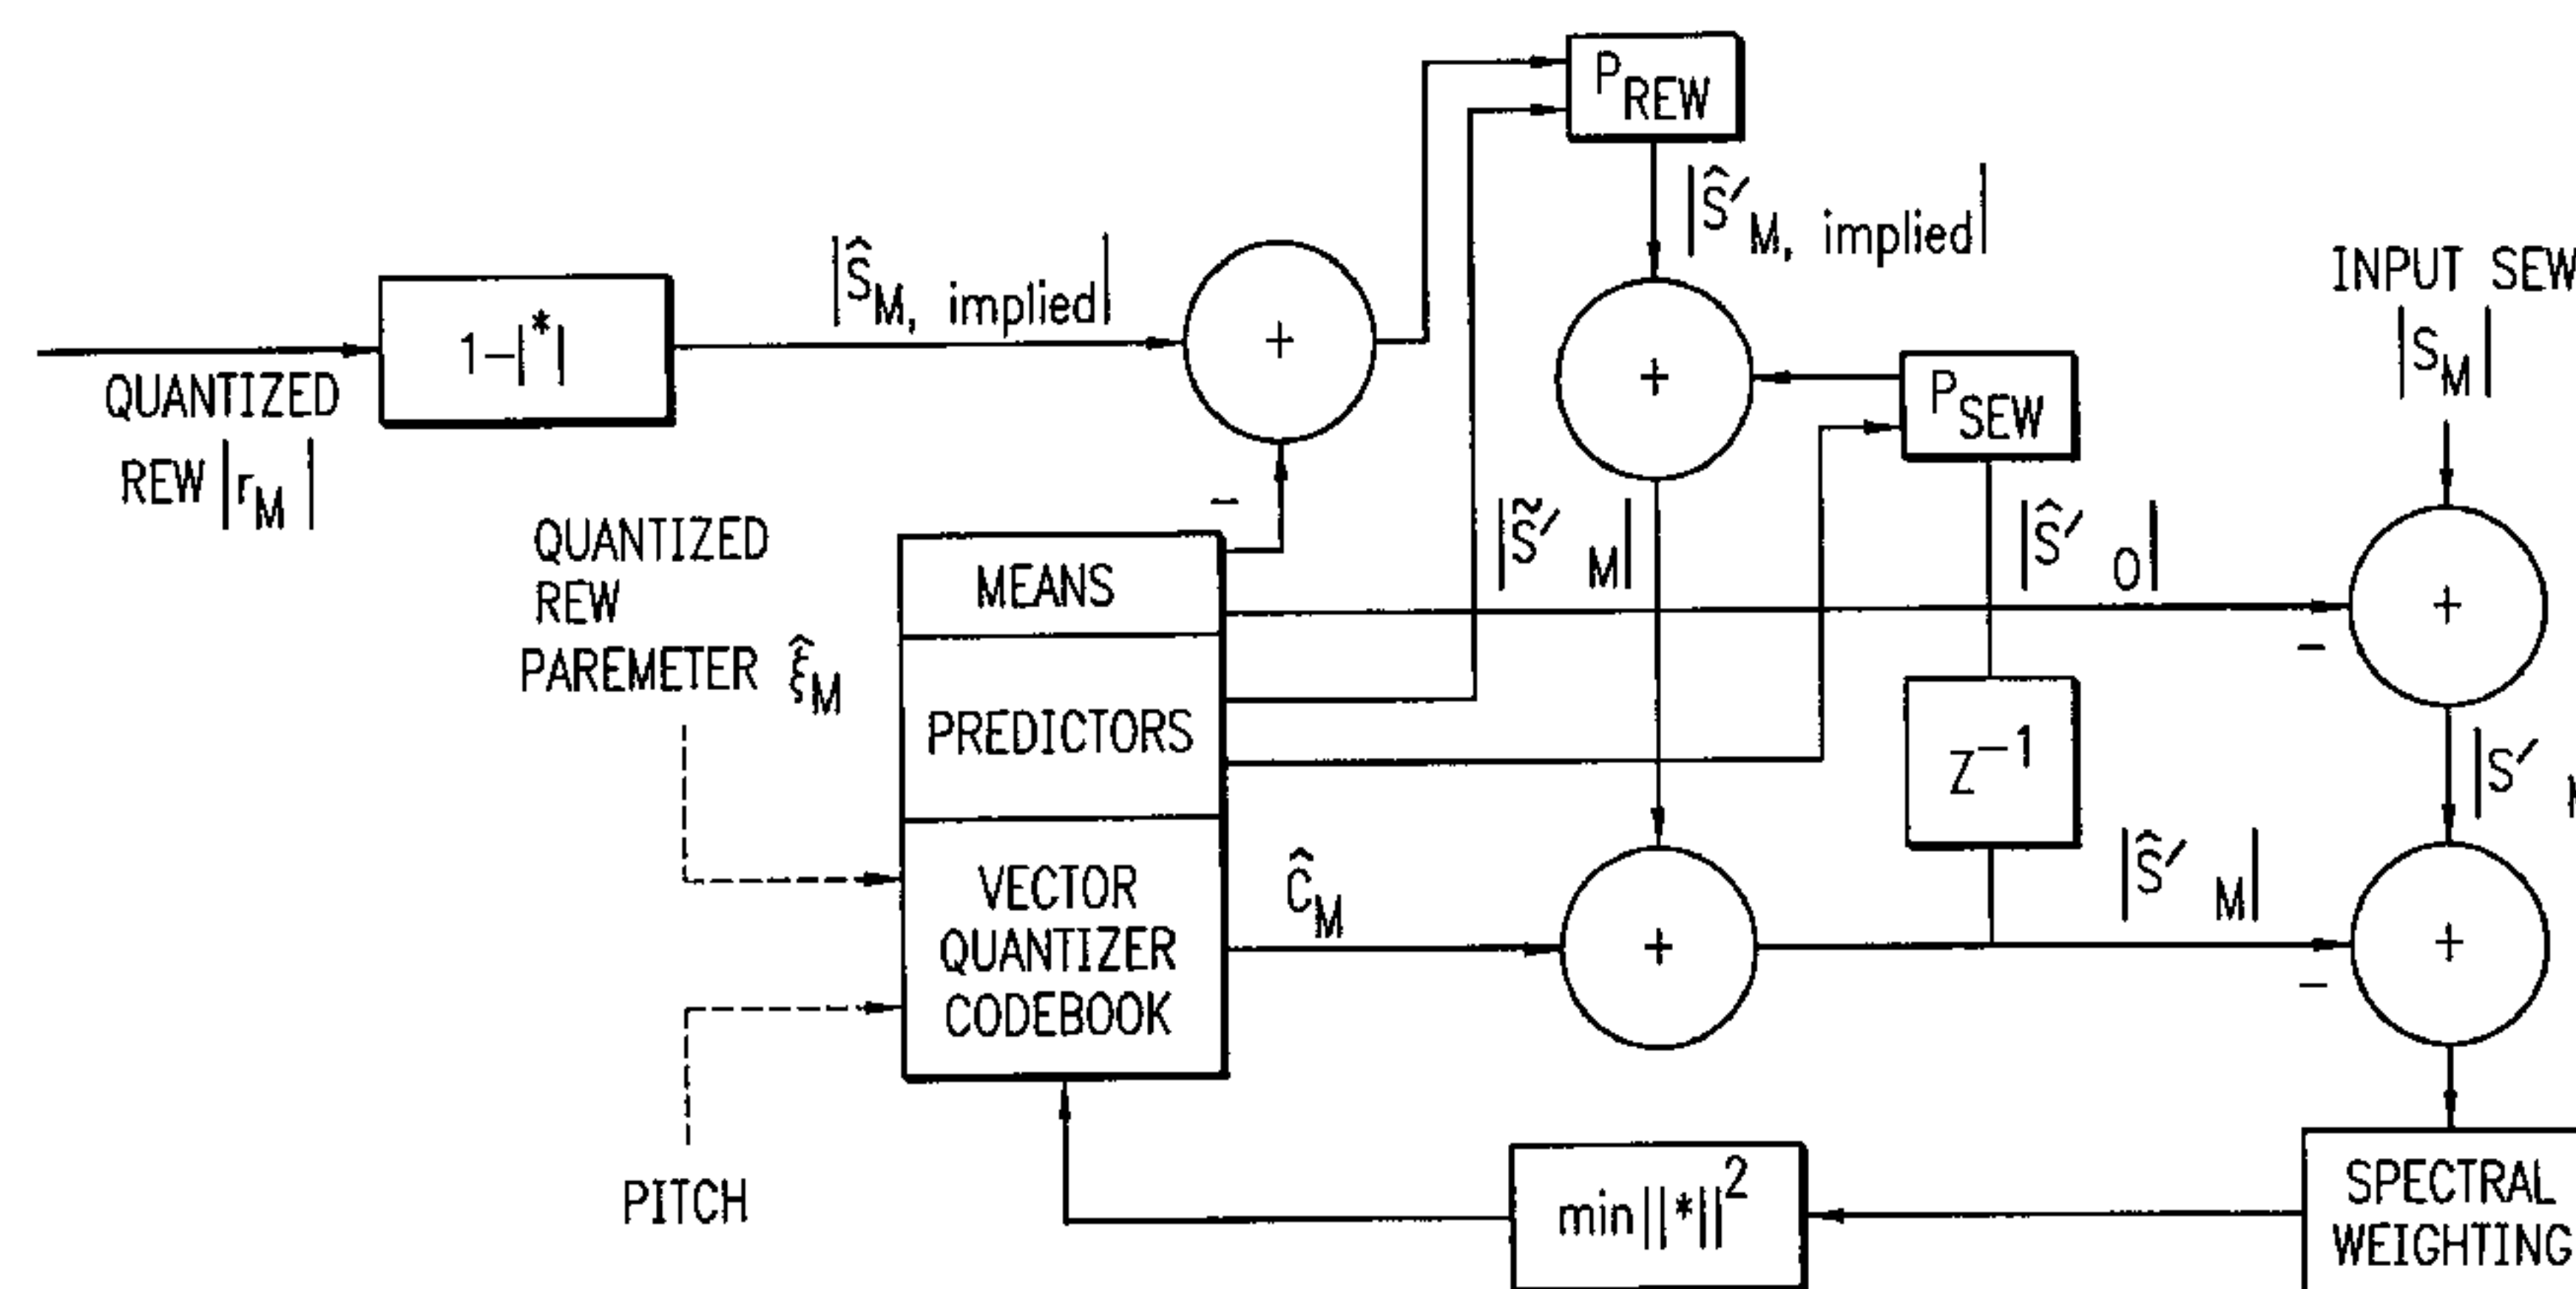 P_REW
|Ŝ′_M, implied|
|Ŝ_M, implied|
+
INPUT SEW
|S_M|
1-|*|
+
P_SEW
QUANTIZED
REW |r_M|
-
|S̃̂′_M|
|Ŝ′_O|
QUANTIZED
REW
PAREMETER ξ̂_M
MEANS
+
-
PREDICTORS
Z^-1
|S′
VECTOR
QUANTIZER
CODEBOOK
Ĉ_M
+
|Ŝ′_M|
+
-
PITCH
min||*||^2
SPECTRAL
WEIGHTING